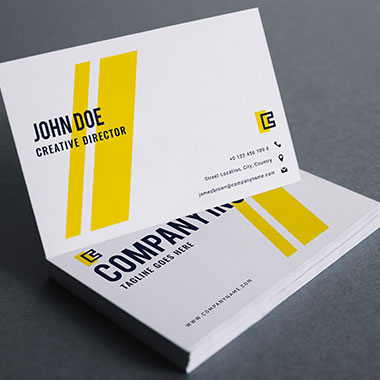 JOHN DOE
CREATIVE DIRECTOR
+0 123 456 789 0
Street Location, City, Country
jamesbrown@companyname.com
COMPANY
TAGLINE GOES HERE
WWW.COMPANYNAME.COM